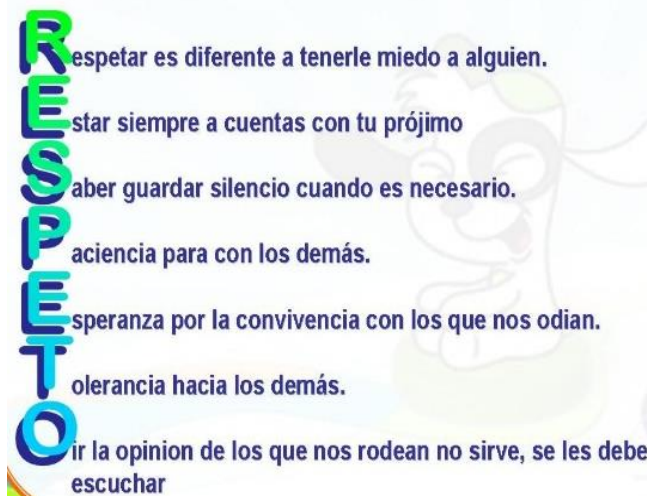 Respetar es diferente a tenerle miedo a alguien.
Estar siempre a cuentas con tu prójimo
Saber guardar silencio cuando es necesario.
Paciencia para con los demás.
Esperanza por la convivencia con los que nos odian.
Tolerancia hacia los demás.
Oir la opinion de los que nos rodean no sirve, se les debe
escuchar